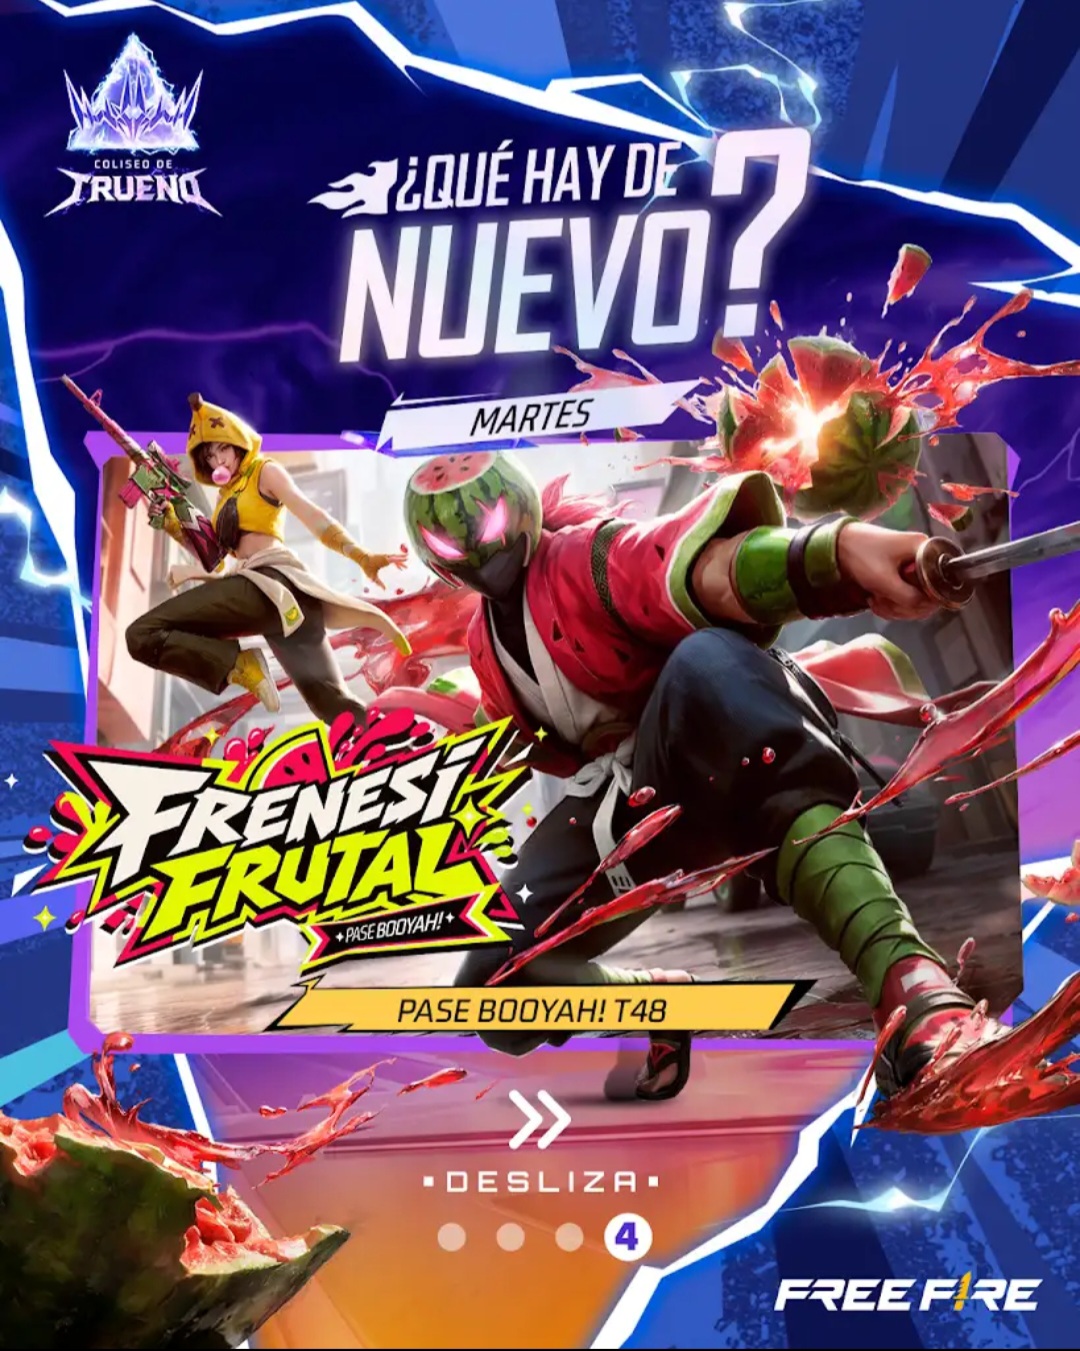 COLISEO DE
TRUENO
¿QUÉ HAY DE
NUEVO?
MARTES
FRENESÍ
FRUTAL
PASE BOOYAH!
PASE BOOYAH! T48
DESLIZA
4
FREE FIRE